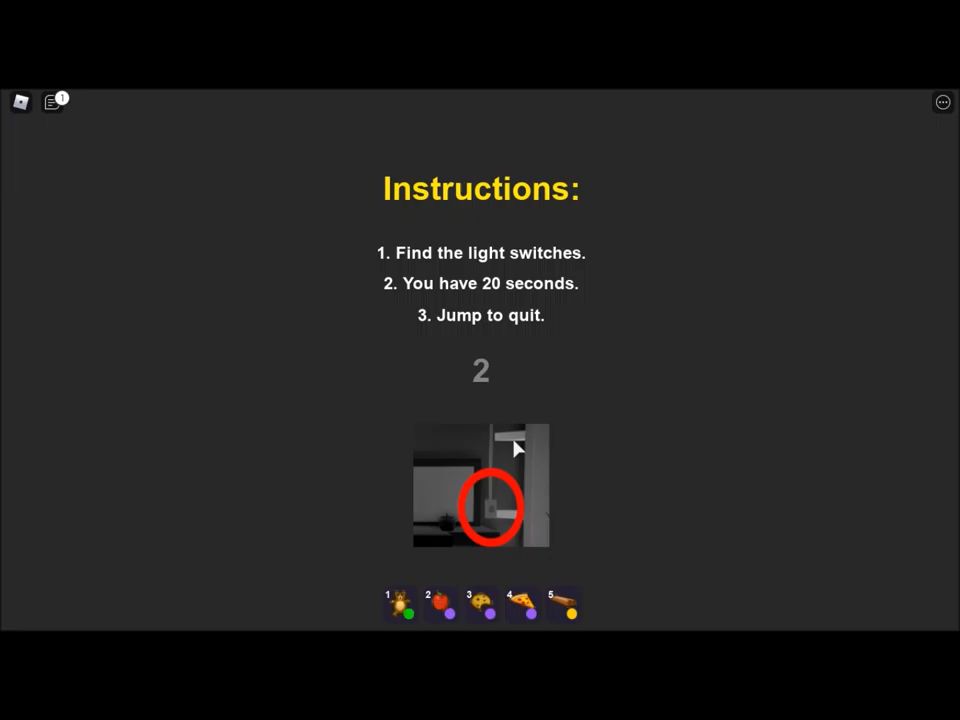 1
Instructions:
1. Find the light switches.
2. You have 20 seconds.
3. Jump to quit.
2
1 2 3 4 5